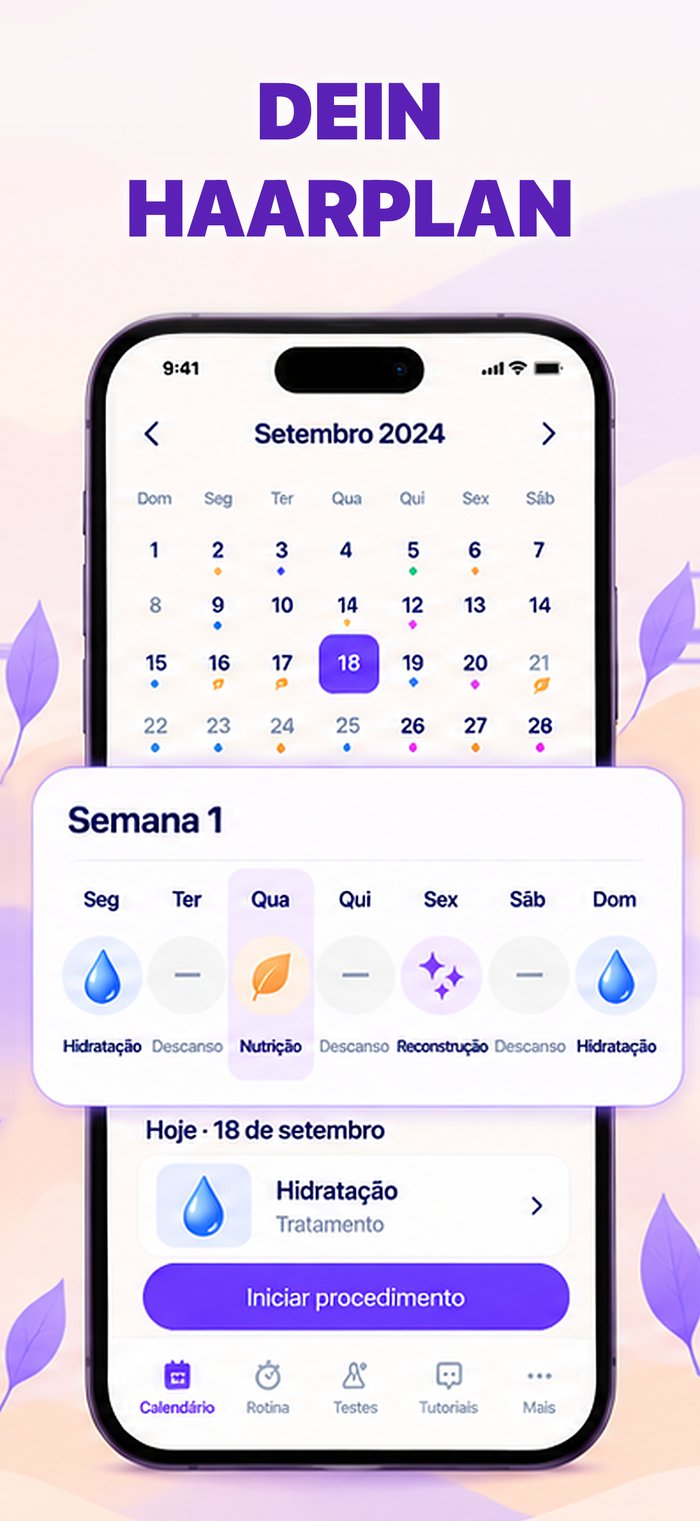 DEIN
HAARPLAN
9:41
Setembro 2024
Dom Seg Ter Qua Qui Sex Sáb
1 2 3 4 5 6 7
8 9 10 14 12 13 14
15 16 17 18 19 20 21
22 23 24 25 26 27 28
Semana 1
Seg Ter Qua Qui Sex Sāb Dom
Hidratação Descanso Nutrição Descanso Reconstrução Descanso Hidratação
Hoje · 18 de setembro
Hidratação
Tratamento
Iniciar procedimento
Calendário Rotina Testes Tutoriais Mais